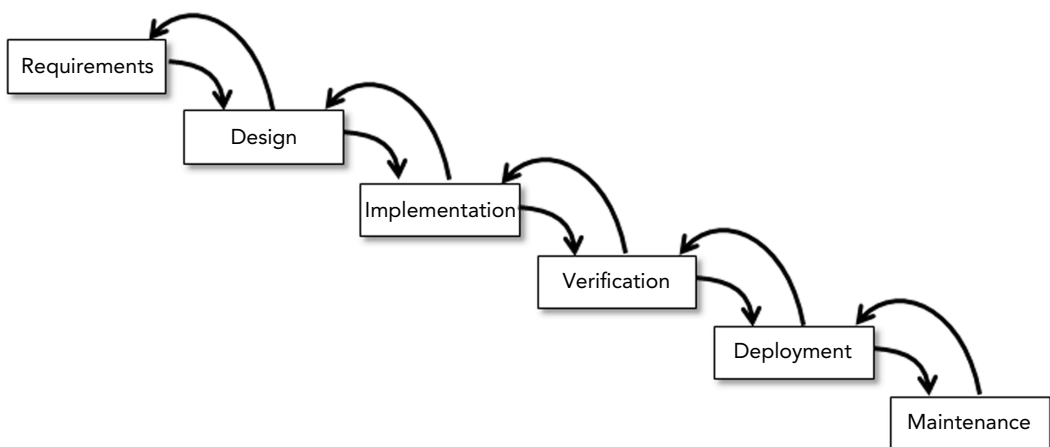 Requirements
Design
Implementation
Verification
Deployment
Maintenance